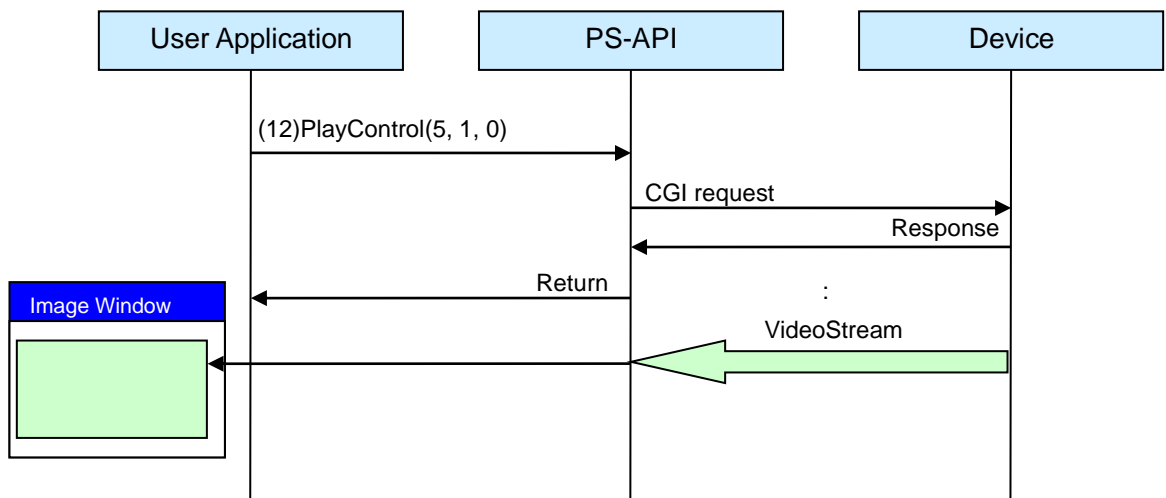 User Application
PS-API
Device
(12)PlayControl(5, 1, 0)
CGI request
Response
Return
:
Image Window
VideoStream